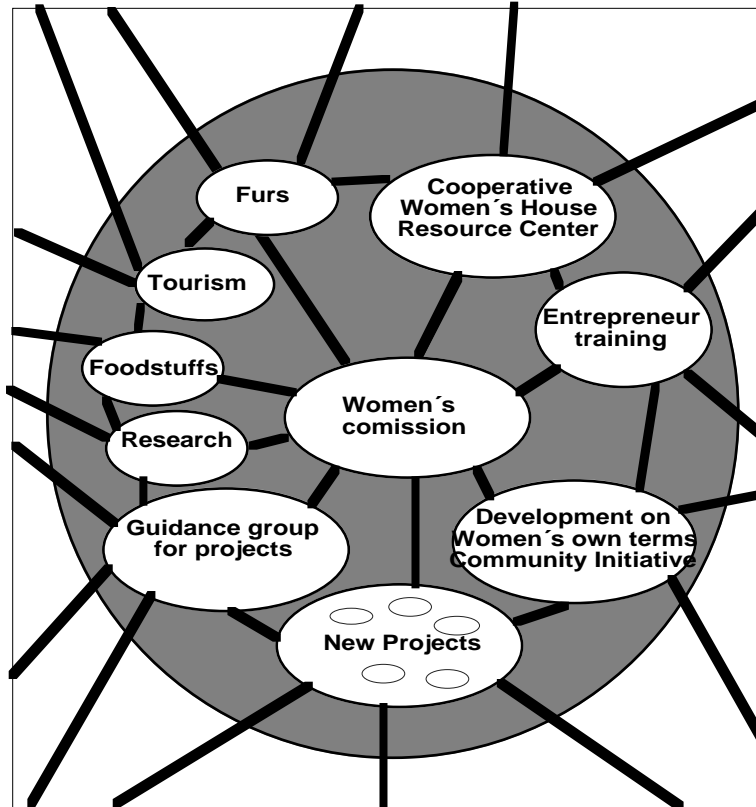 Furs
Cooperative
Women´s House
Resource Center
Tourism
Entrepreneur
training
Foodstuffs
Women´s
comission
Research
Guidance group
for projects
Development on
Women´s own terms
Community Initiative
New Projects